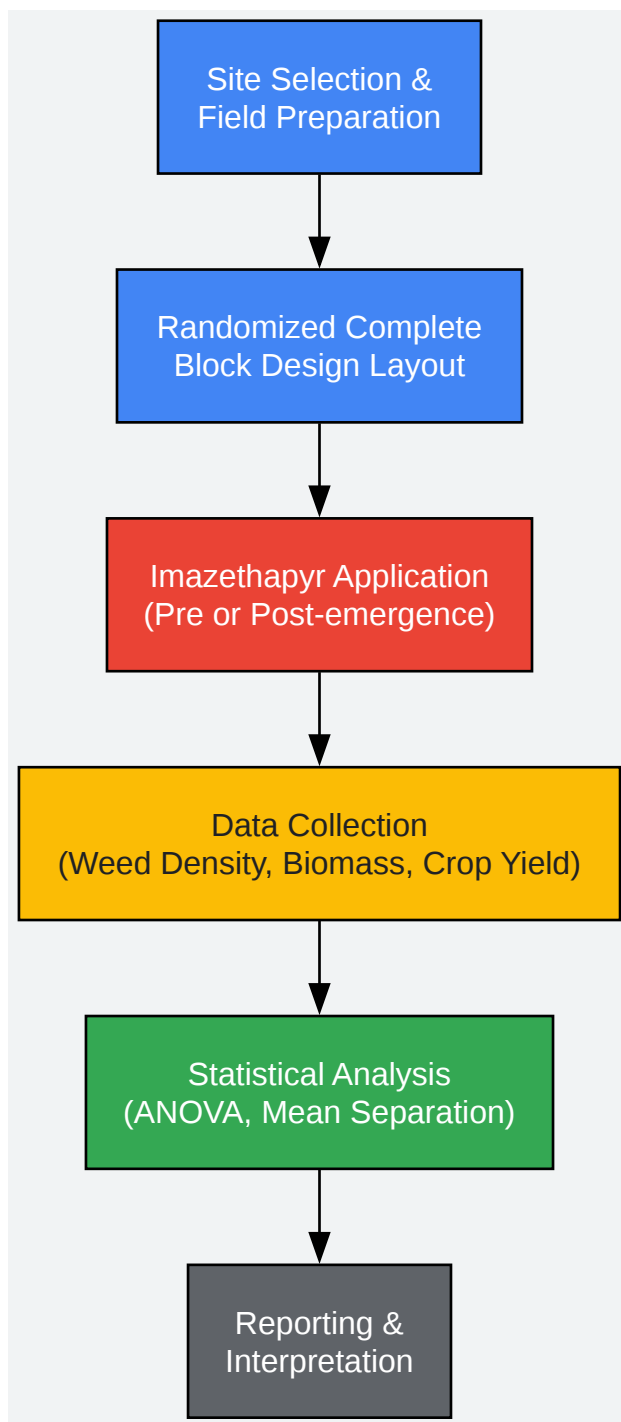 Site Selection &
Field Preparation
Randomized Complete
Block Design Layout
Imazethapyr Application
(Pre or Post-emergence)
Data Collection
(Weed Density, Biomass, Crop Yield)
Statistical Analysis
(ANOVA, Mean Separation)
Reporting &
Interpretation